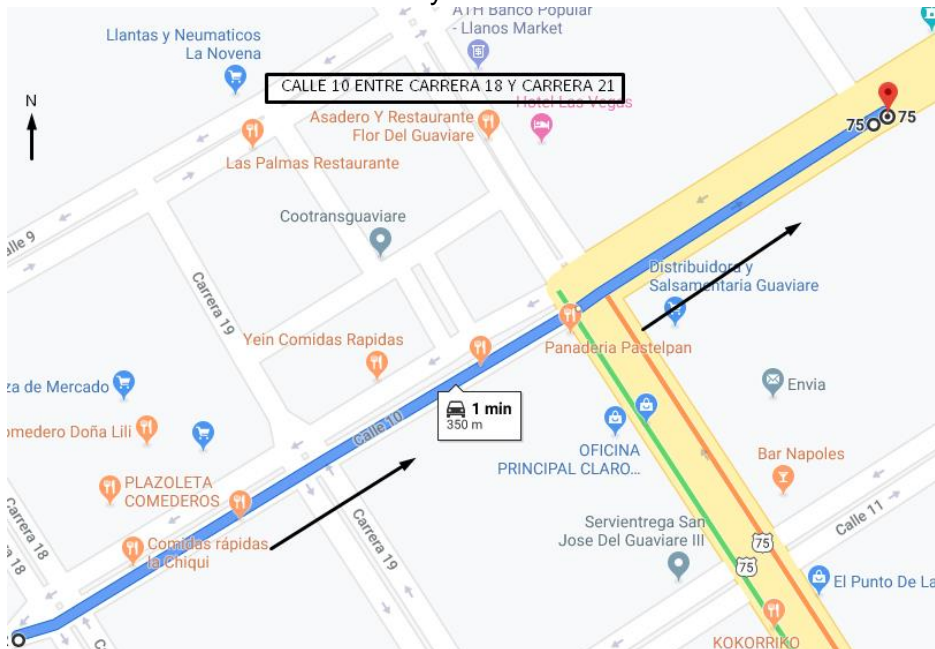 ATH Banco Popular
- Llanos Market
Llantas y Neumaticos
La Novena
CALLE 10 ENTRE CARRERA 18 Y CARRERA 21
N
Hotel Las Vegas
Asadero Y Restaurante
Flor Del Guaviare
75
75
Las Palmas Restaurante
Cootransguaviare
alle 9
Carrera 19
Distribuidora y
Salsamentaria Guaviare
Yein Comidas Rapidas
Panaderia Pastelpan
za de Mercado
Envia
1 min
350 m
Calle 10
omedero Doña Lili
OFICINA
PRINCIPAL CLARO...
Bar Napoles
PLAZOLETA
COMEDEROS
Carrera 18
Carrera 19
Servientrega San
Jose Del Guaviare III
Calle 11
75
75
Comidas rápidas
la Chiqui
18
El Punto De La
KOKORRIKO
Ca